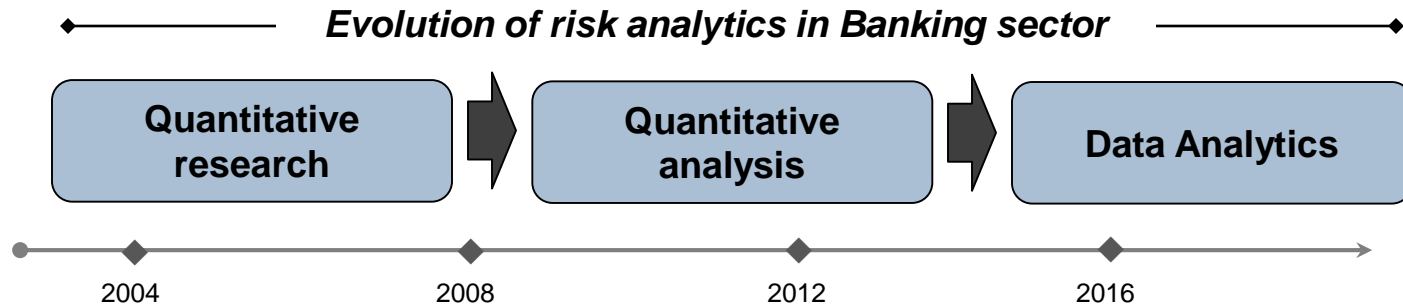 Evolution of risk analytics in Banking sector
Quantitative
research
Quantitative
analysis
Data Analytics
2004
2008
2012
2016